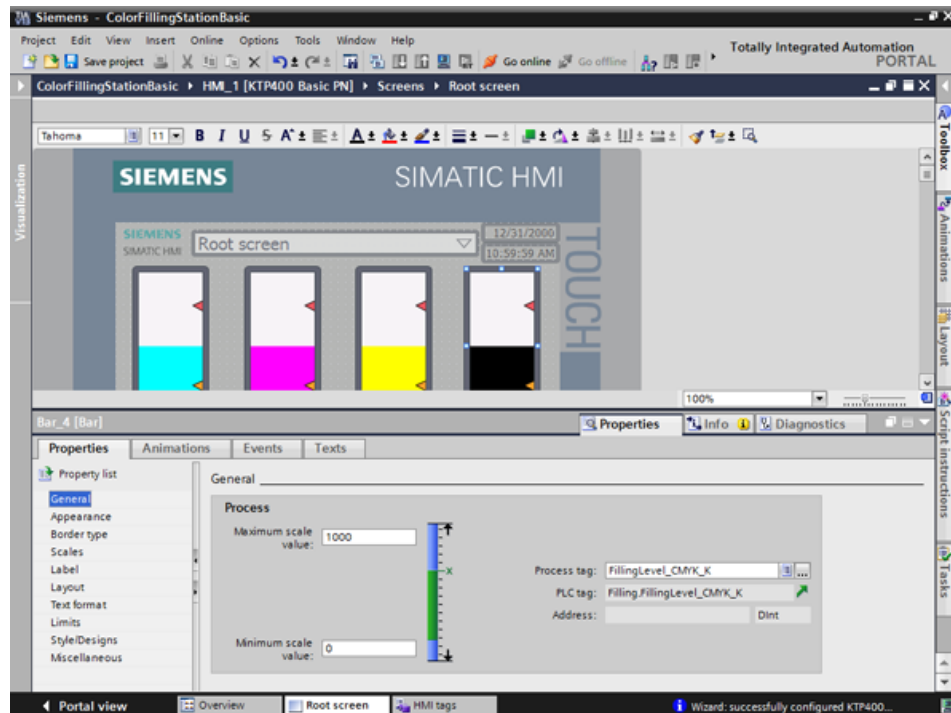 Siemens - ColorFillingStationBasic
Project Edit View Insert Online Options Tools Window Help
Totally Integrated Automation
PORTAL
Save project Go online Go offline
ColorFillingStationBasic HMI_1 [KTP400 Basic PN] Screens Root screen
Tahoma 11 B I U S A
SIEMENS SIMATIC HMI
SIEMENS
SIMATIC HMI
Root screen
12/31/2000
10:59:59 AM
TOUCH
Visualization
Toolbox
Animations
Layout
Script instructions
Tasks
100%
Bar_4 [Bar]
Properties Info Diagnostics
Properties Animations Events Texts
Property list
General
Appearance
Border type
Scales
Label
Layout
Text format
Limits
Style/Designs
Miscellaneous
General
Process
Maximum scale value: 1000
Process tag: FillingLevel_CMYK_K
PLC tag: Filling.FillingLevel_CMYK_K
Address: DInt
Minimum scale value: 0
Portal view Overview Root screen HMI tags Wizard: successfully configured KTP400...